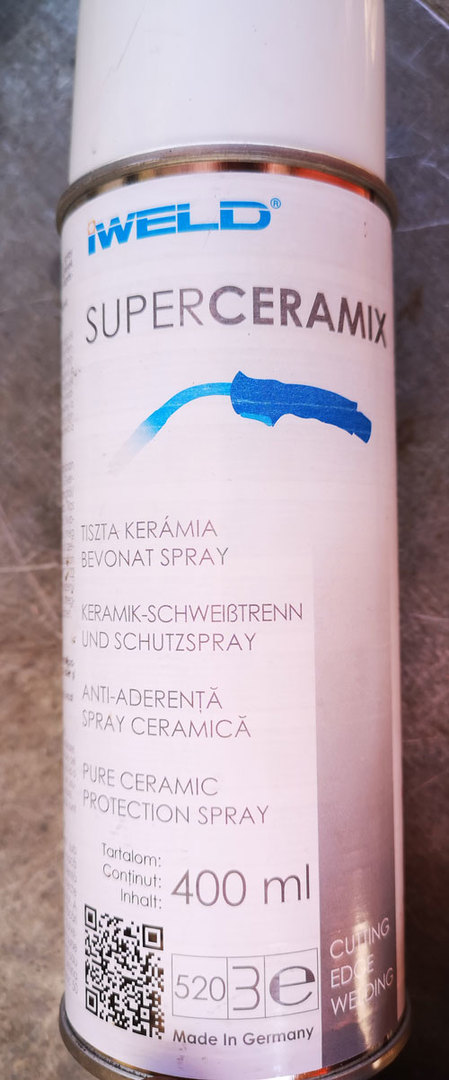 iWELD®
SUPERCERAMIX
TISZTA KERÁMIA
BEVONAT SPRAY
KERAMIK-SCHWEIßTRENN
UND SCHUTZSPRAY
ANTI-ADERENȚĂ
SPRAY CERAMICĂ
PURE CERAMIC
PROTECTION SPRAY
Tartalom:
Conținut:
Inhalt:
400 ml
520 3 e
Made In Germany
CUTTING
EDGE
WELDING